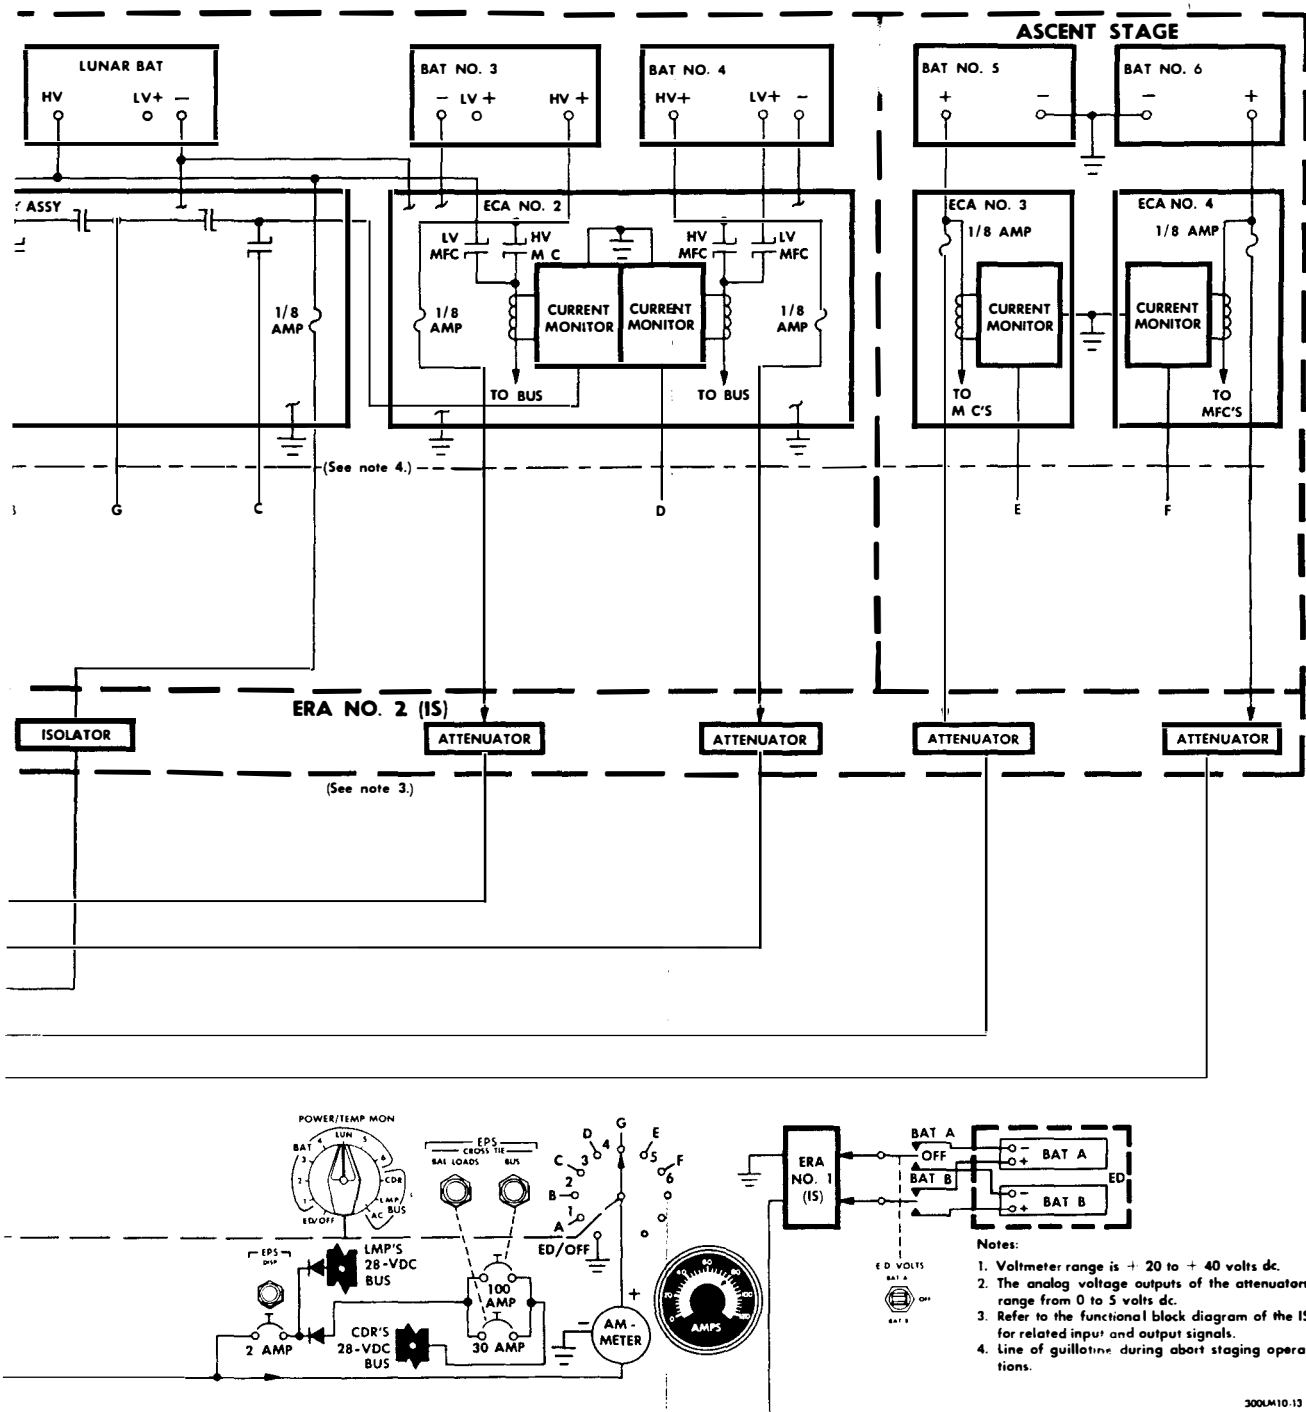 ASCENT STAGE
LUNAR BAT
HV LV+ −
BAT NO. 3
− LV + HV +
BAT NO. 4
HV+ LV+ −
BAT NO. 5
+ −
BAT NO. 6
− +
Y ASSY
1/8
AMP
ECA NO. 2
LV
MFC
HV
M C
HV
MFC
LV
MFC
1/8
AMP
CURRENT
MONITOR
CURRENT
MONITOR
1/8
AMP
TO BUS
TO BUS
ECA NO. 3
1/8 AMP
CURRENT
MONITOR
TO
M C'S
ECA NO. 4
1/8 AMP
CURRENT
MONITOR
TO
MFC'S
(See note 4.)
G
C
D
E
F
ERA NO. 2 (IS)
ISOLATOR
ATTENUATOR
ATTENUATOR
ATTENUATOR
ATTENUATOR
(See note 3.)
POWER/TEMP MON
BAT
1
2
3
4
LUN
5
6
CDR
LMP
BUS
AC
ED/OFF
EPS
CROSS TIE
BAL LOADS
BUS
G
D 4
C 3
B 2
A 1
E 5
F 6
ED/OFF
EPS
DISP
2 AMP
LMP'S
28-VDC
BUS
CDR'S
28-VDC
BUS
100
AMP
30 AMP
+
−
AM-
METER
AMPS
ERA
NO. 1
(IS)
BAT A
OFF
BAT B
− +
BAT A
− +
BAT B
ED
E D VOLTS
BAT A
OFF
BAT B
Notes:
1. Voltmeter range is + 20 to + 40 volts dc.
2. The analog voltage outputs of the attenuators
range from 0 to 5 volts dc.
3. Refer to the functional block diagram of the IS
for related input and output signals.
4. Line of guillotine during abort staging opera-
tions.
300LM10-13